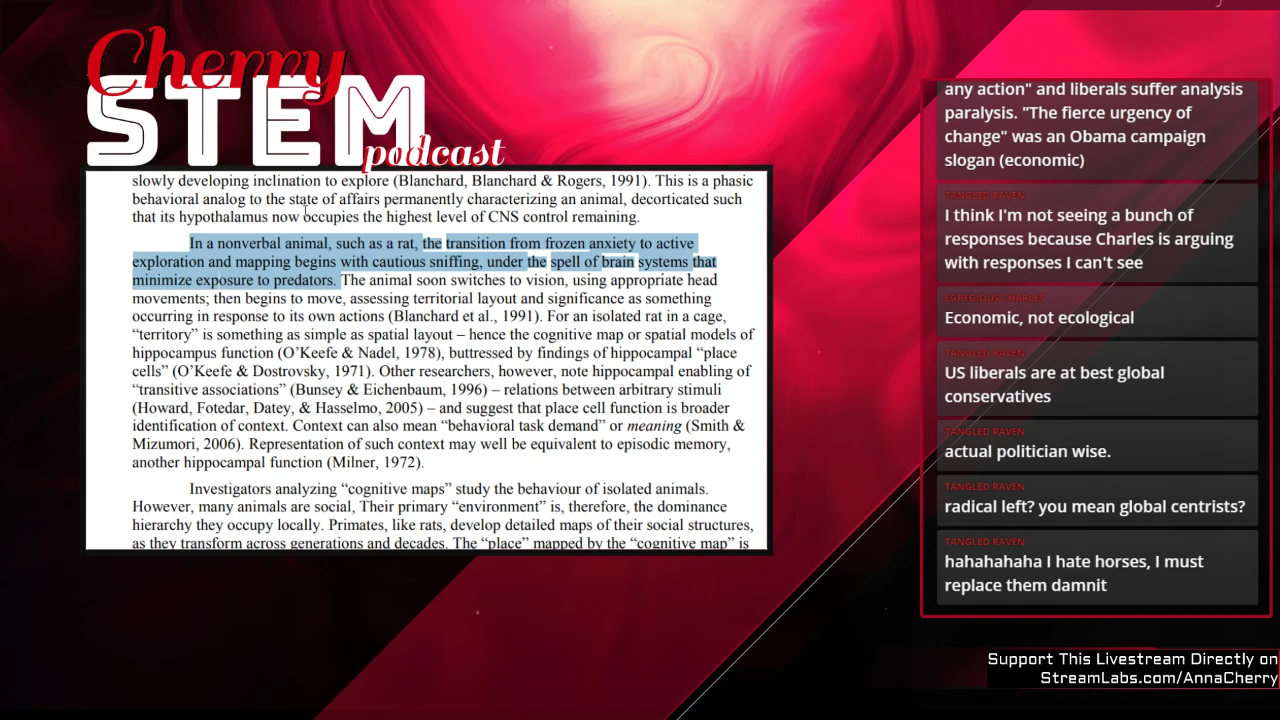 Cherry
STEM
podcast
slowly developing inclination to explore (Blanchard, Blanchard & Rogers, 1991). This is a phasic
behavioral analog to the state of affairs permanently characterizing an animal, decorticated such
that its hypothalamus now occupies the highest level of CNS control remaining.
In a nonverbal animal, such as a rat, the transition from frozen anxiety to active
exploration and mapping begins with cautious sniffing, under the spell of brain systems that
minimize exposure to predators. The animal soon switches to vision, using appropriate head
movements; then begins to move, assessing territorial layout and significance as something
occurring in response to its own actions (Blanchard et al., 1991). For an isolated rat in a cage,
“territory” is something as simple as spatial layout – hence the cognitive map or spatial models of
hippocampus function (O’Keefe & Nadel, 1978), buttressed by findings of hippocampal “place
cells” (O’Keefe & Dostrovsky, 1971). Other researchers, however, note hippocampal enabling of
“transitive associations” (Bunsey & Eichenbaum, 1996) – relations between arbitrary stimuli
(Howard, Fotedar, Datey, & Hasselmo, 2005) – and suggest that place cell function is broader
identification of context. Context can also mean “behavioral task demand” or meaning (Smith &
Mizumori, 2006). Representation of such context may well be equivalent to episodic memory,
another hippocampal function (Milner, 1972).
Investigators analyzing “cognitive maps” study the behaviour of isolated animals.
However, many animals are social, Their primary “environment” is, therefore, the dominance
hierarchy they occupy locally. Primates, like rats, develop detailed maps of their social structures,
as they transform across generations and decades. The “place” mapped by the “cognitive map” is
any action" and liberals suffer analysis
paralysis. "The fierce urgency of
change" was an Obama campaign
slogan (economic)
TANGLED RAVEN
I think I'm not seeing a bunch of
responses because Charles is arguing
with responses I can't see
EGREGIOUS CHARLES
Economic, not ecological
TANGLED RAVEN
US liberals are at best global
conservatives
TANGLED RAVEN
actual politician wise.
TANGLED RAVEN
radical left? you mean global centrists?
TANGLED RAVEN
hahahahaha I hate horses, I must
replace them damnit
Support This Livestream Directly on
StreamLabs.com/AnnaCherry